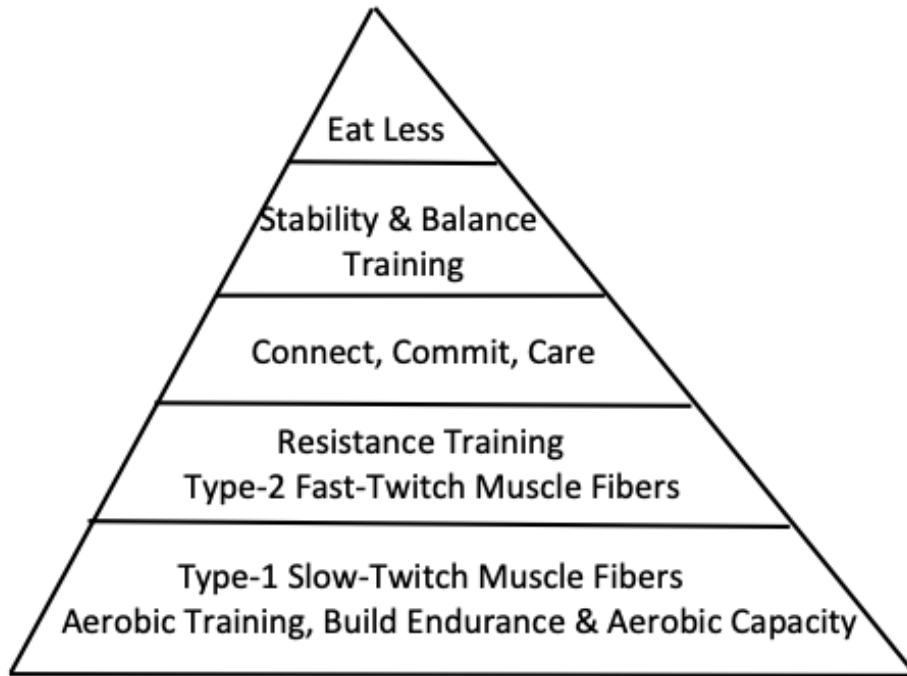 Eat Less
Stability & Balance
Training
Connect, Commit, Care
Resistance Training
Type-2 Fast-Twitch Muscle Fibers
Type-1 Slow-Twitch Muscle Fibers
Aerobic Training, Build Endurance & Aerobic Capacity